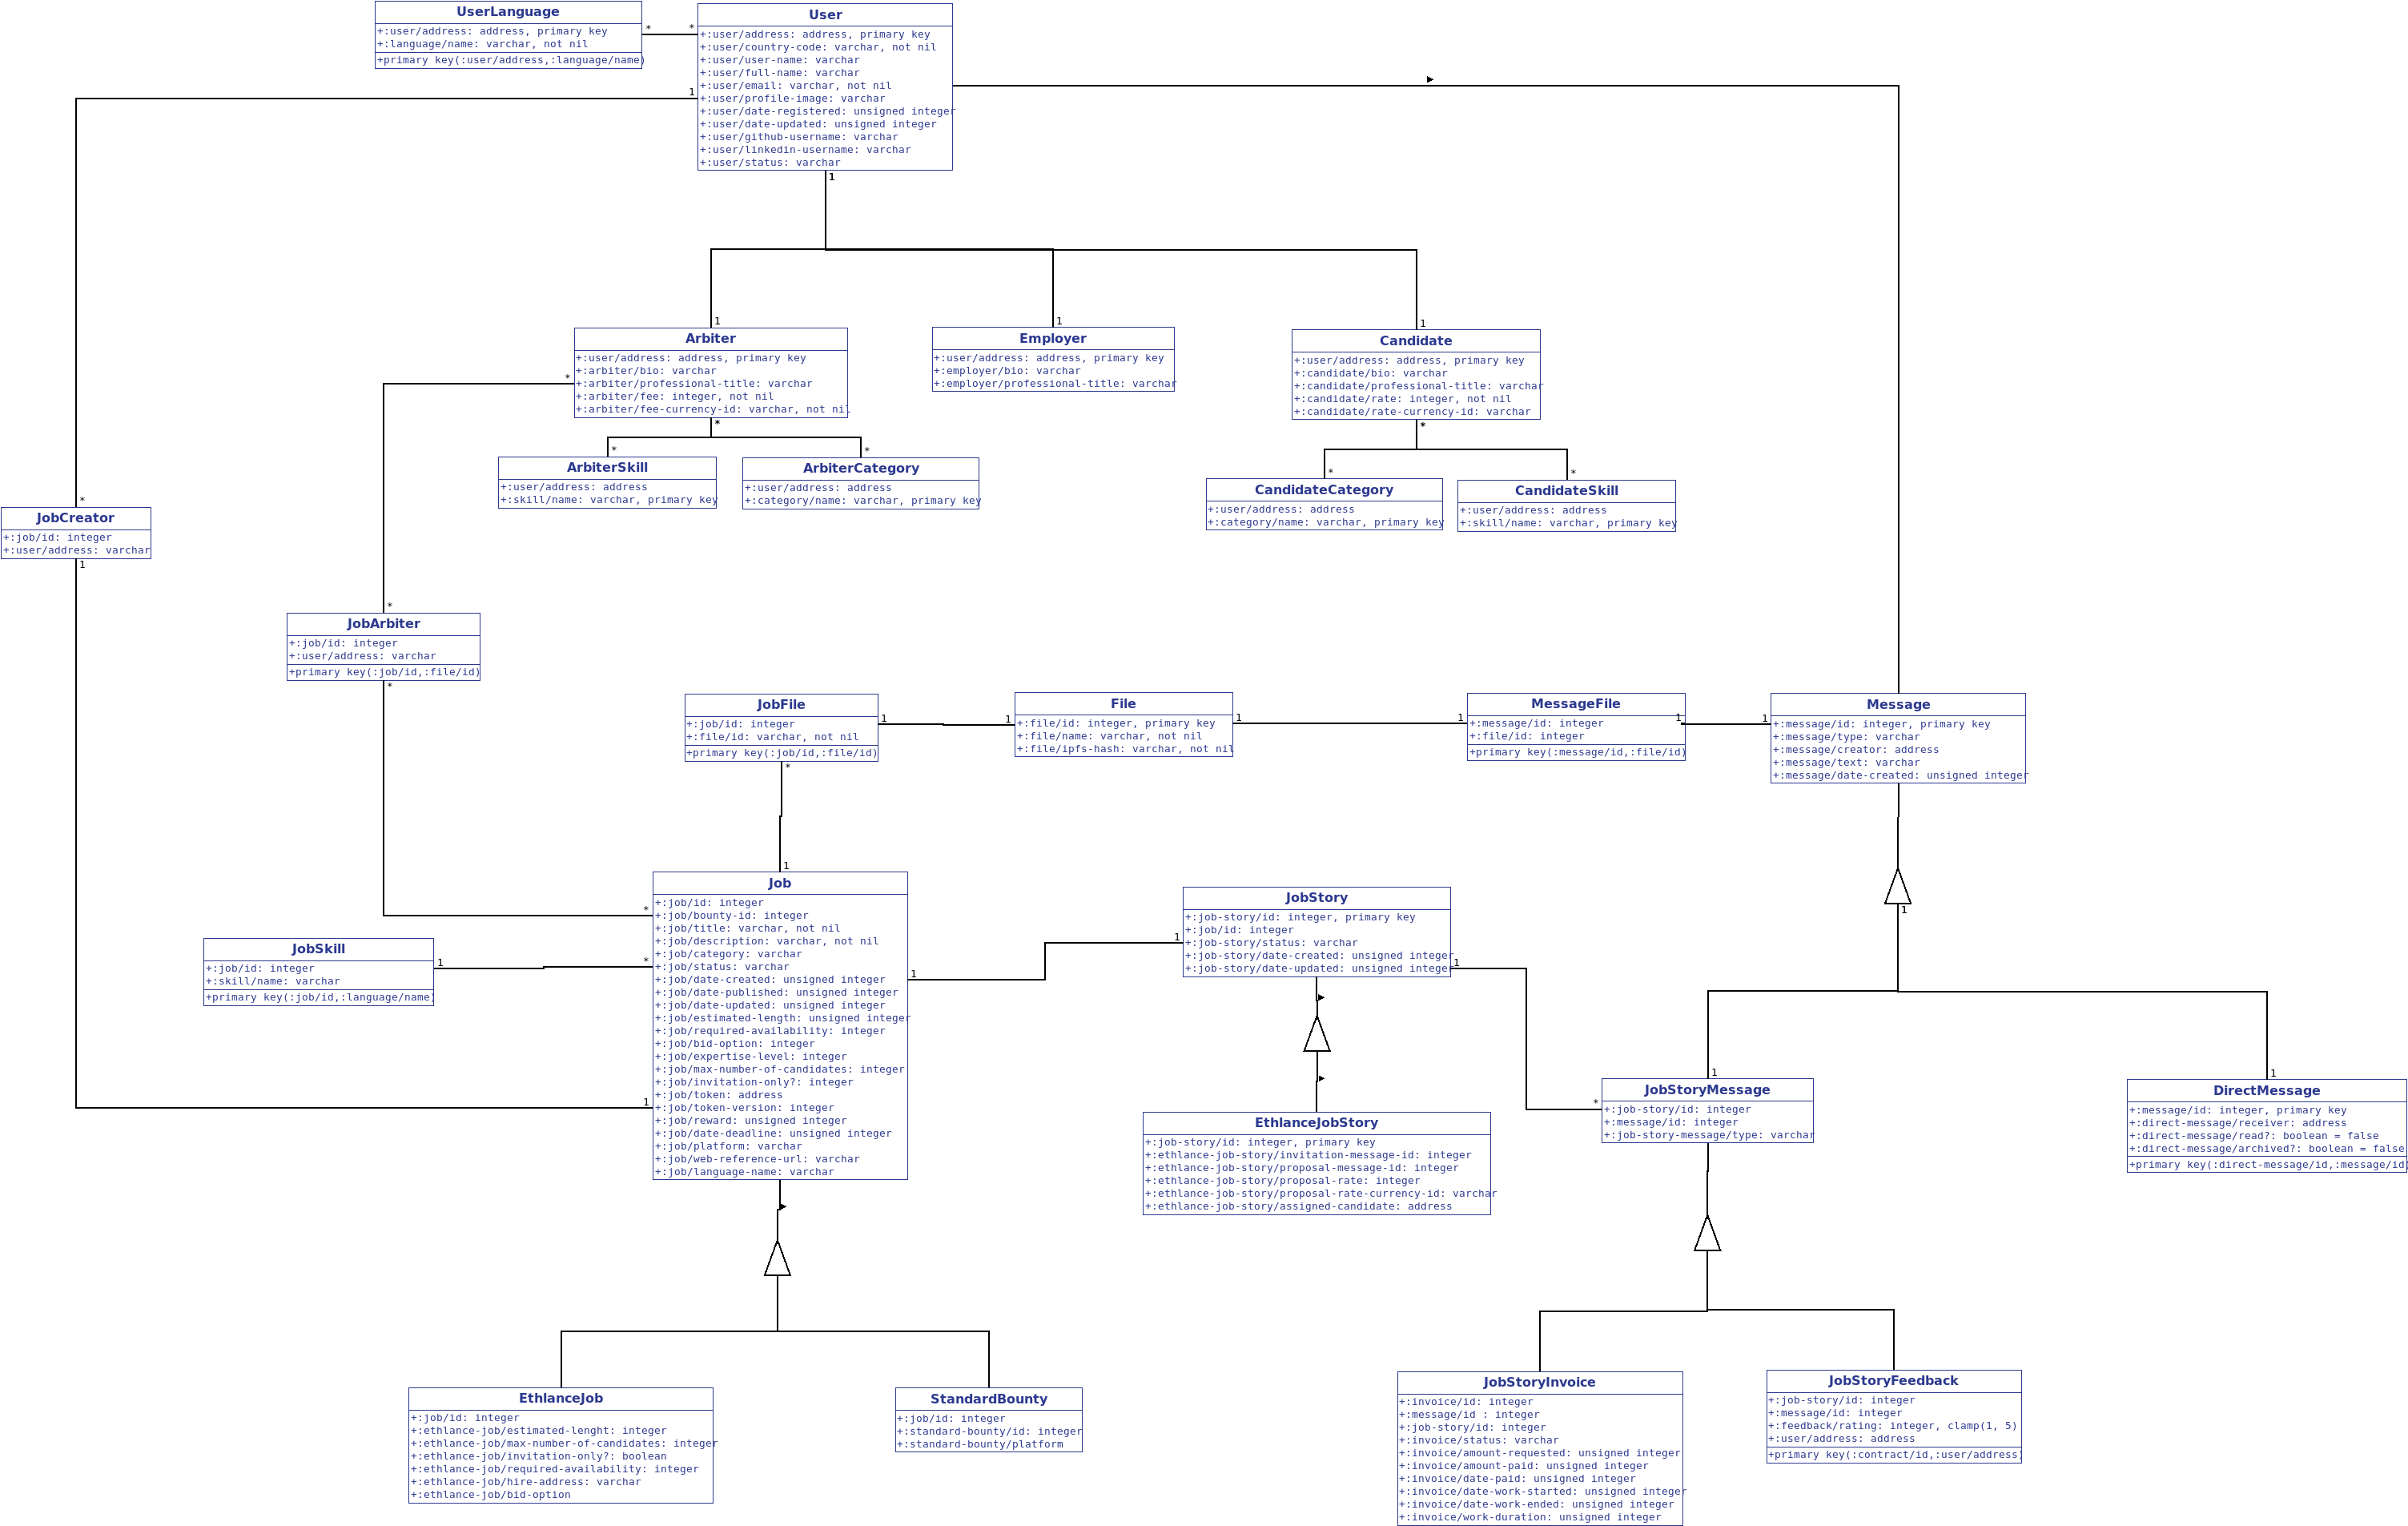 UserLanguage
+:user/address: address, primary key
+:language/name: varchar, not nil
+primary key(:user/address,:language/name)
*
*
User
+:user/address: address, primary key
+:user/country-code: varchar, not nil
+:user/user-name: varchar
+:user/full-name: varchar
+:user/email: varchar, not nil
+:user/profile-image: varchar
+:user/date-registered: unsigned integer
+:user/date-updated: unsigned integer
+:user/github-username: varchar
+:user/linkedin-username: varchar
+:user/status: varchar
1
1
1
1
1
Arbiter
+:user/address: address, primary key
+:arbiter/bio: varchar
+:arbiter/professional-title: varchar
+:arbiter/fee: integer, not nil
+:arbiter/fee-currency-id: varchar, not nil
*
*
Employer
+:user/address: address, primary key
+:employer/bio: varchar
+:employer/professional-title: varchar
Candidate
+:user/address: address, primary key
+:candidate/bio: varchar
+:candidate/professional-title: varchar
+:candidate/rate: integer, not nil
+:candidate/rate-currency-id: varchar
*
*
*
ArbiterSkill
+:user/address: address
+:skill/name: varchar, primary key
ArbiterCategory
+:user/address: address
+:category/name: varchar, primary key
*
*
CandidateCategory
+:user/address: address
+:category/name: varchar, primary key
CandidateSkill
+:user/address: address
+:skill/name: varchar, primary key
*
JobCreator
+:job/id: integer
+:user/address: varchar
1
*
JobArbiter
+:job/id: integer
+:user/address: varchar
+primary key(:job/id,:file/id)
*
JobFile
+:job/id: integer
+:file/id: varchar, not nil
+primary key(:job/id,:file/id)
*
1
1
File
+:file/id: integer, primary key
+:file/name: varchar, not nil
+:file/ipfs-hash: varchar, not nil
1
1
MessageFile
+:message/id: integer
+:file/id: integer
+primary key(:message/id,:file/id)
1
1
Message
+:message/id: integer, primary key
+:message/type: varchar
+:message/creator: address
+:message/text: varchar
+:message/date-created: unsigned integer
1
1
Job
+:job/id: integer
+:job/bounty-id: integer
+:job/title: varchar, not nil
+:job/description: varchar, not nil
+:job/category: varchar
+:job/status: varchar
+:job/date-created: unsigned integer
+:job/date-published: unsigned integer
+:job/date-updated: unsigned integer
+:job/estimated-length: unsigned integer
+:job/required-availability: integer
+:job/bid-option: integer
+:job/expertise-level: integer
+:job/max-number-of-candidates: integer
+:job/invitation-only?: integer
+:job/token: address
+:job/token-version: integer
+:job/reward: unsigned integer
+:job/date-deadline: unsigned integer
+:job/platform: varchar
+:job/web-reference-url: varchar
+:job/language-name: varchar
*
*
1
1
JobSkill
+:job/id: integer
+:skill/name: varchar
+primary key(:job/id,:language/name)
1
1
JobStory
+:job-story/id: integer, primary key
+:job/id: integer
+:job-story/status: varchar
+:job-story/date-created: unsigned integer
+:job-story/date-updated: unsigned integer
1
*
EthlanceJobStory
+:job-story/id: integer, primary key
+:ethlance-job-story/invitation-message-id: integer
+:ethlance-job-story/proposal-message-id: integer
+:ethlance-job-story/proposal-rate: integer
+:ethlance-job-story/proposal-rate-currency-id: varchar
+:ethlance-job-story/assigned-candidate: address
1
JobStoryMessage
+:job-story/id: integer
+:message/id: integer
+:job-story-message/type: varchar
1
DirectMessage
+:message/id: integer, primary key
+:direct-message/receiver: address
+:direct-message/read?: boolean = false
+:direct-message/archived?: boolean = false
+primary key(:direct-message/id,:message/id)
EthlanceJob
+:job/id: integer
+:ethlance-job/estimated-lenght: integer
+:ethlance-job/max-number-of-candidates: integer
+:ethlance-job/invitation-only?: boolean
+:ethlance-job/required-availability: integer
+:ethlance-job/hire-address: varchar
+:ethlance-job/bid-option
StandardBounty
+:job/id: integer
+:standard-bounty/id: integer
+:standard-bounty/platform
JobStoryInvoice
+:invoice/id: integer
+:message/id : integer
+:job-story/id: integer
+:invoice/status: varchar
+:invoice/amount-requested: unsigned integer
+:invoice/amount-paid: unsigned integer
+:invoice/date-paid: unsigned integer
+:invoice/date-work-started: unsigned integer
+:invoice/date-work-ended: unsigned integer
+:invoice/work-duration: unsigned integer
JobStoryFeedback
+:job-story/id: integer
+:message/id: integer
+:feedback/rating: integer, clamp(1, 5)
+:user/address: address
+primary key(:contract/id,:user/address)